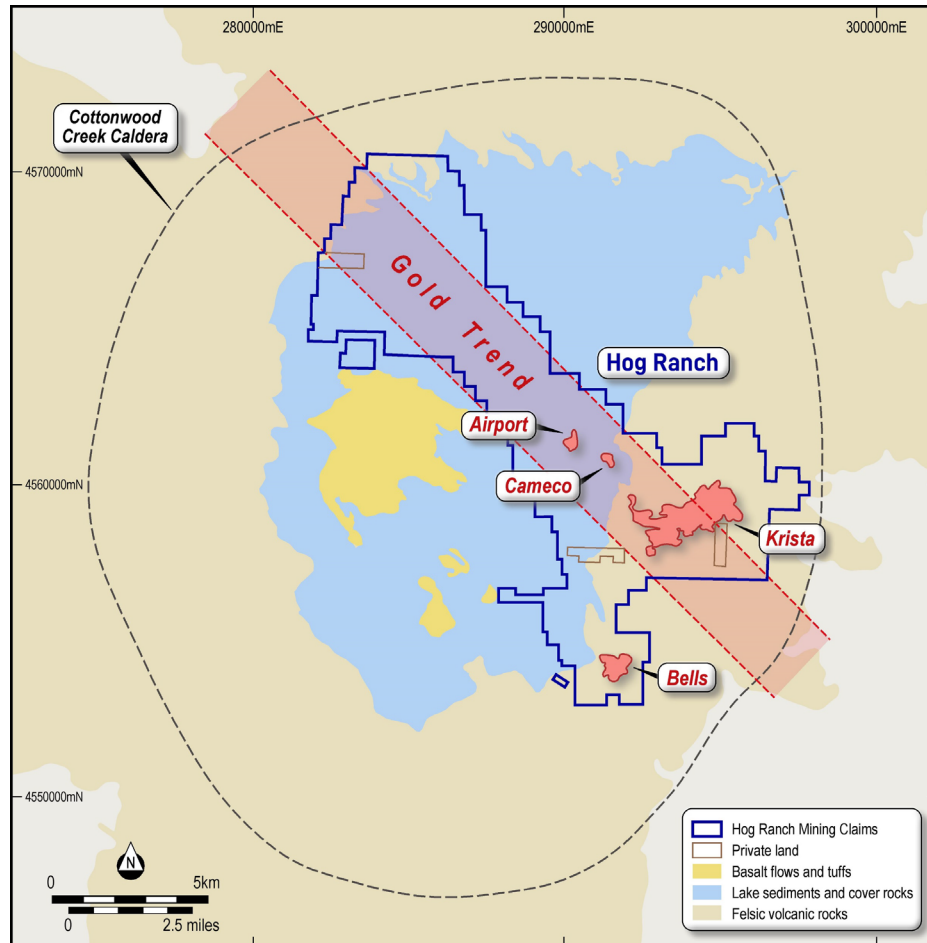 280000mE
290000mE
300000mE
Cottonwood
Creek Caldera
4570000mN
Gold Trend
Hog Ranch
Airport
Cameco
4560000mN
Krista
Bells
4550000mN
N
0 5km
0 2.5 miles
Hog Ranch Mining Claims
Private land
Basalt flows and tuffs
Lake sediments and cover rocks
Felsic volcanic rocks